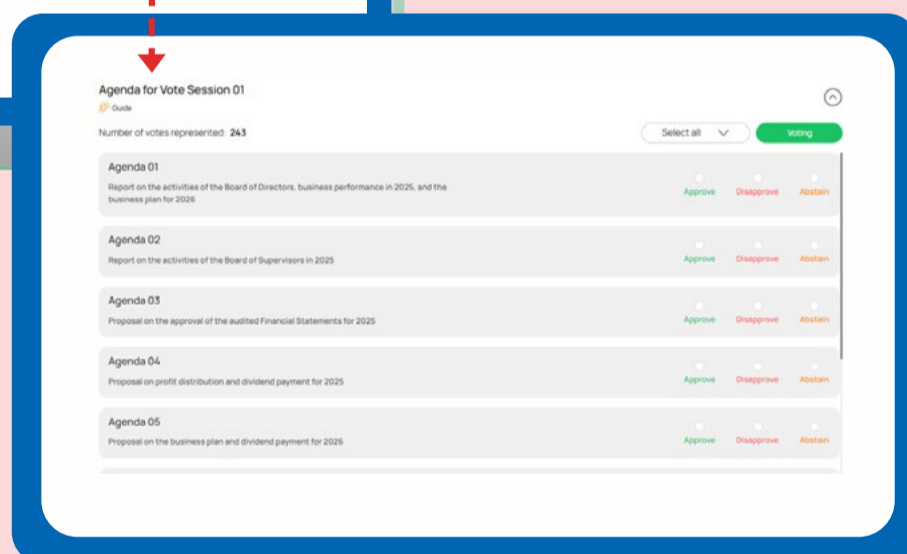 Agenda for Vote Session 01
Guide
Number of votes represented: 243
Select all
Voting
Agenda 01
Report on the activities of the Board of Directors, business performance in 2025, and the
business plan for 2026
Approve Disapprove Abstain
Agenda 02
Report on the activities of the Board of Supervisors in 2025
Approve Disapprove Abstain
Agenda 03
Proposal on the approval of the audited Financial Statements for 2025
Approve Disapprove Abstain
Agenda 04
Proposal on profit distribution and dividend payment for 2025
Approve Disapprove Abstain
Agenda 05
Proposal on the business plan and dividend payment for 2026
Approve Disapprove Abstain